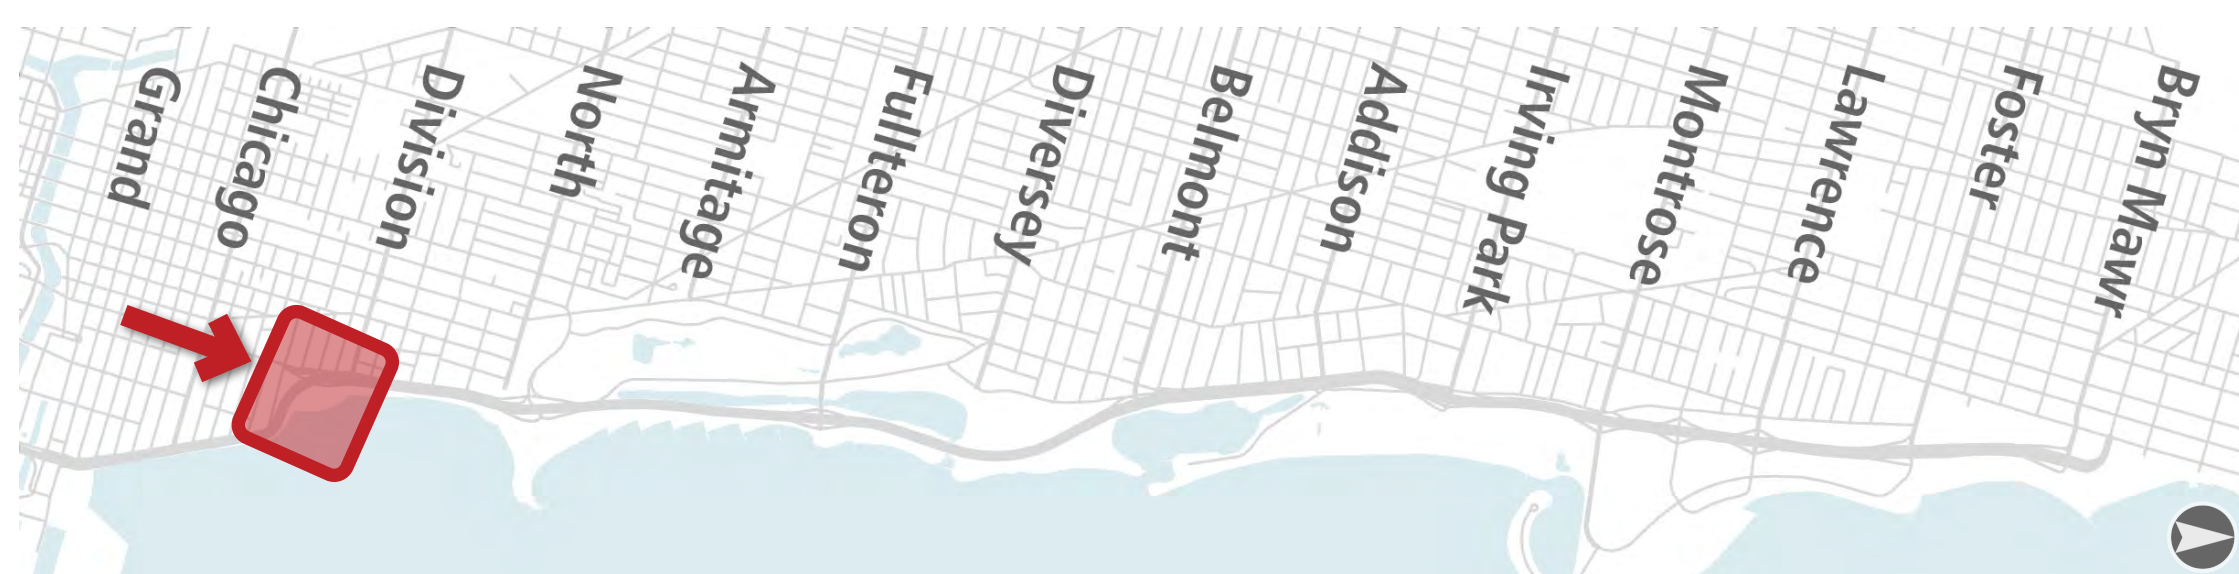 Grand
Chicago
Division
North
Armitage
Fullteron
Diversey
Belmont
Addison
Irving Park
Montrose
Lawrence
Foster
Bryn Mawr